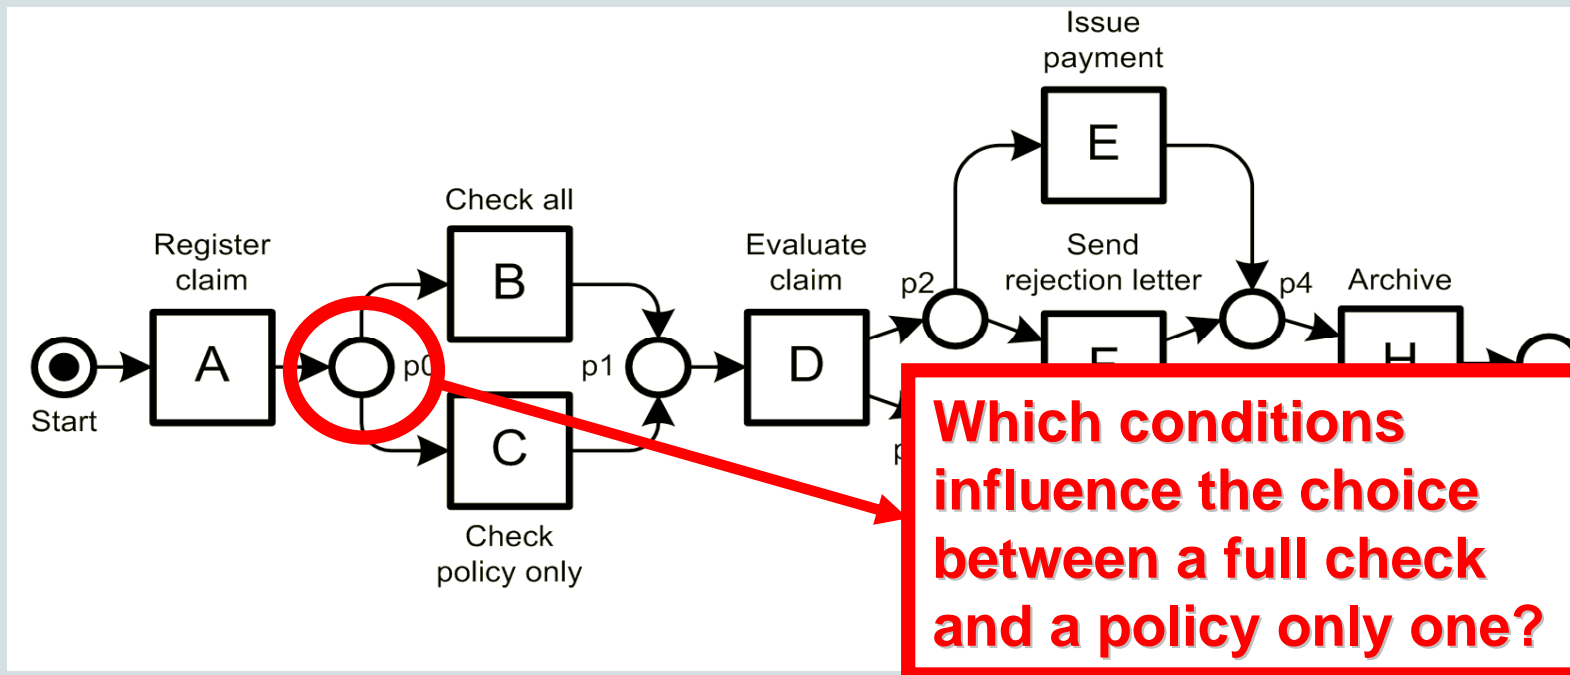 Issue
payment
E
Check all
B
Register
claim
Evaluate
claim
Send
rejection letter
p2
p4
Archive
A
p0
p1
D
H
Start
C
Check
policy only
Which conditions
influence the choice
between a full check
and a policy only one?